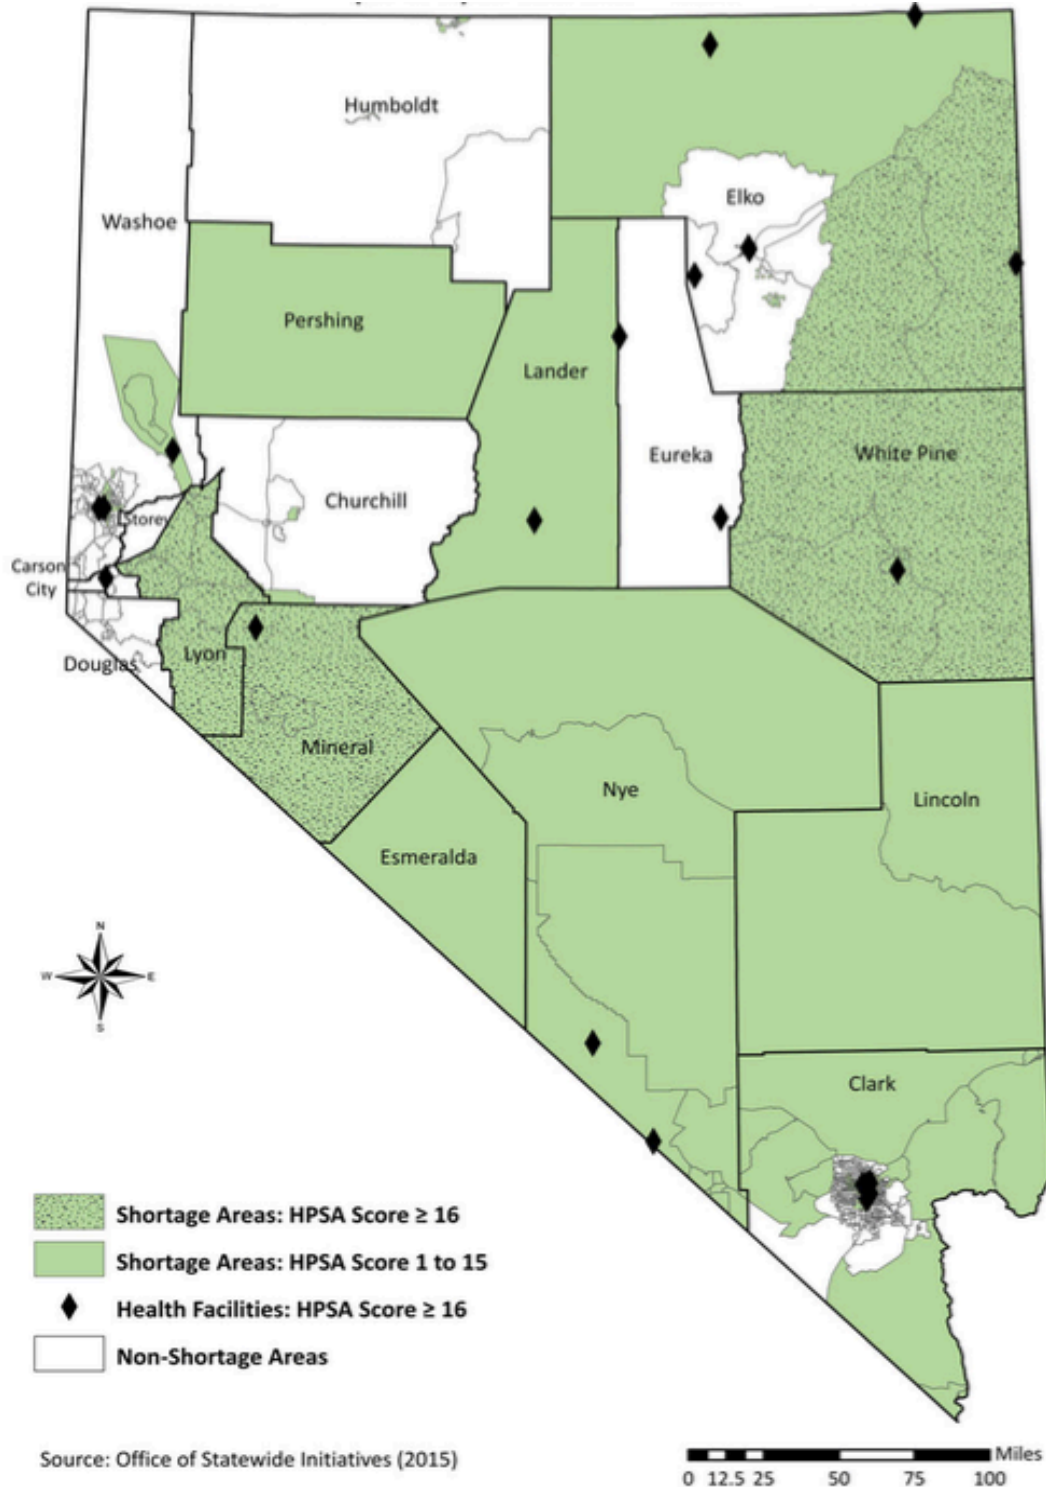 Humboldt
Elko
Washoe
Pershing
Lander
Eureka
White Pine
Churchill
Storey
Carson
City
Lyon
Douglas
Mineral
Nye
Lincoln
Esmeralda
N
W E
S
Clark
Shortage Areas: HPSA Score ≥ 16
Shortage Areas: HPSA Score 1 to 15
Health Facilities: HPSA Score ≥ 16
Non-Shortage Areas
Source: Office of Statewide Initiatives (2015)
Miles
0 12.5 25 50 75 100